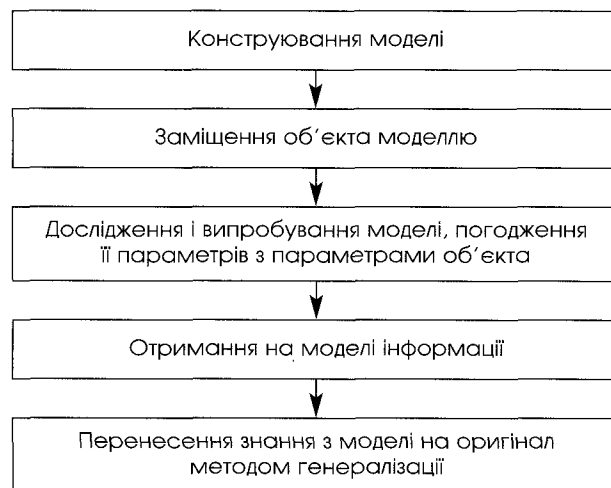 Конструювання моделі
Заміщення об’єкта моделлю
Дослідження і випробування моделі, погодження
її параметрів з параметрами об’єкта
Отримання на моделі інформації
Перенесення знання з моделі на оригінал
методом генералізації